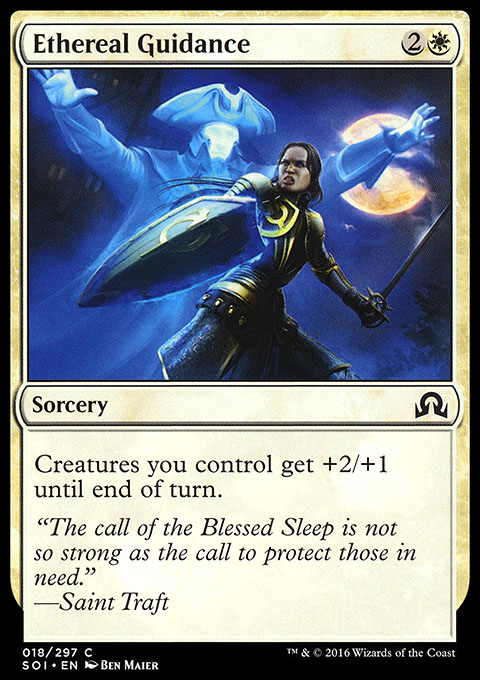 Ethereal Guidance 2
Sorcery
Creatures you control get +2/+1
until end of turn.
“The call of the Blessed Sleep is not
so strong as the call to protect those in
need.”
—Saint Traft
018/297 C
SOI • EN Ben Maier
™ & © 2016 Wizards of the Coast